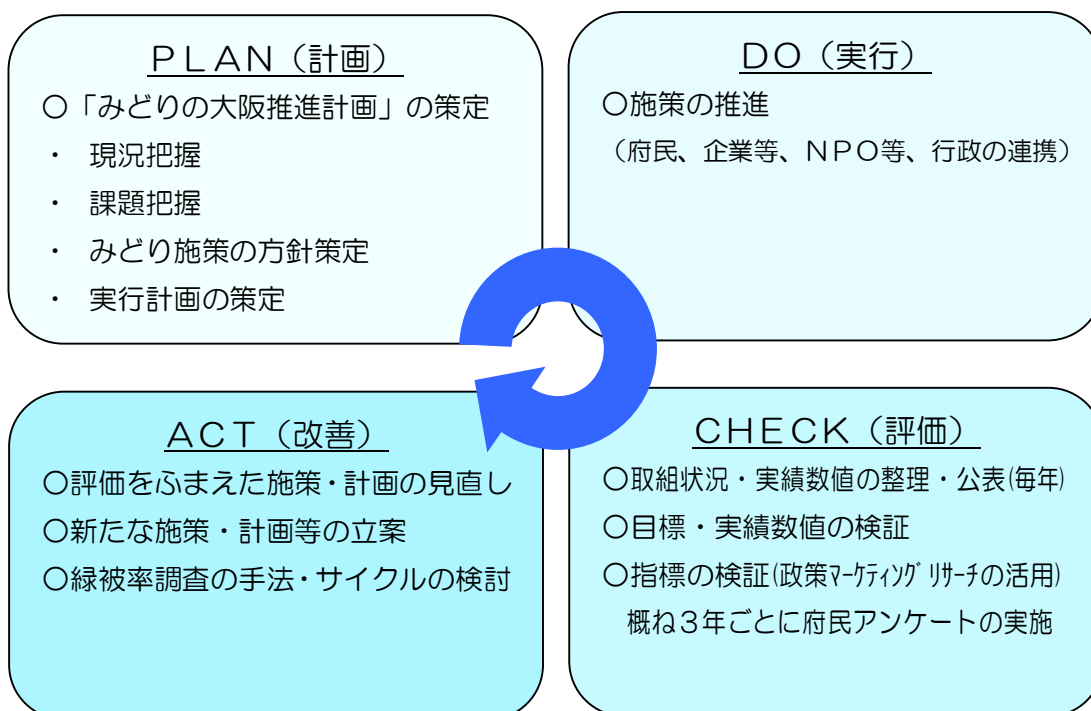 PLAN(計画)
○「みどりの大阪推進計画」の策定
・ 現況把握
・ 課題把握
・ みどり施策の方針策定
・ 実行計画の策定
DO(実行)
○施策の推進
(府民、企業等、NPO等、行政の連携)
ACT(改善)
○評価をふまえた施策・計画の見直し
○新たな施策・計画等の立案
○緑被率調査の手法・サイクルの検討
CHECK(評価)
○取組状況・実績数値の整理・公表(毎年)
○目標・実績数値の検証
○指標の検証(政策マーケティングリサーチの活用)
概ね3年ごとに府民アンケートの実施